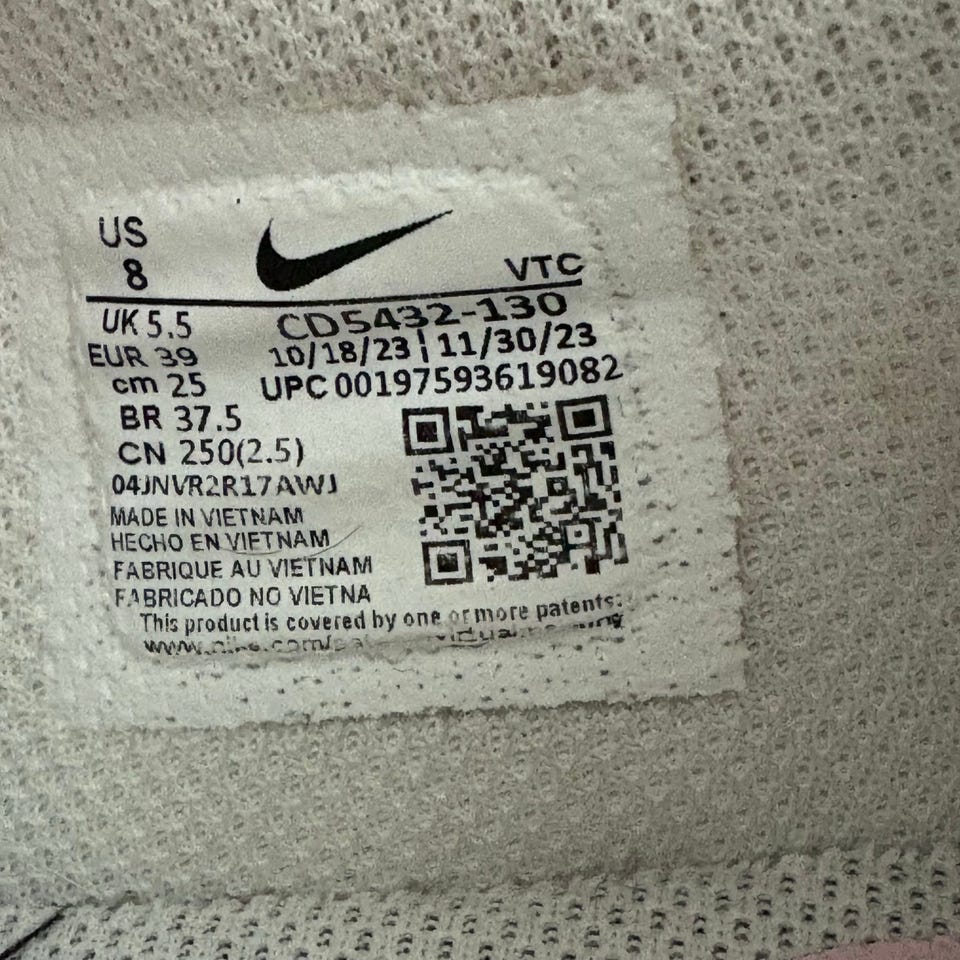 US
8
VTC
UK 5.5
CD5432-130
EUR 39
10/18/23 | 11/30/23
cm 25
UPC 00197593619082
BR 37.5
CN 250(2.5)
04JNVR2R17AWJ
MADE IN VIETNAM
HECHO EN VIETNAM
FABRIQUE AU VIETNAM
FABRICADO NO VIETNA
This product is covered by one or more patents: